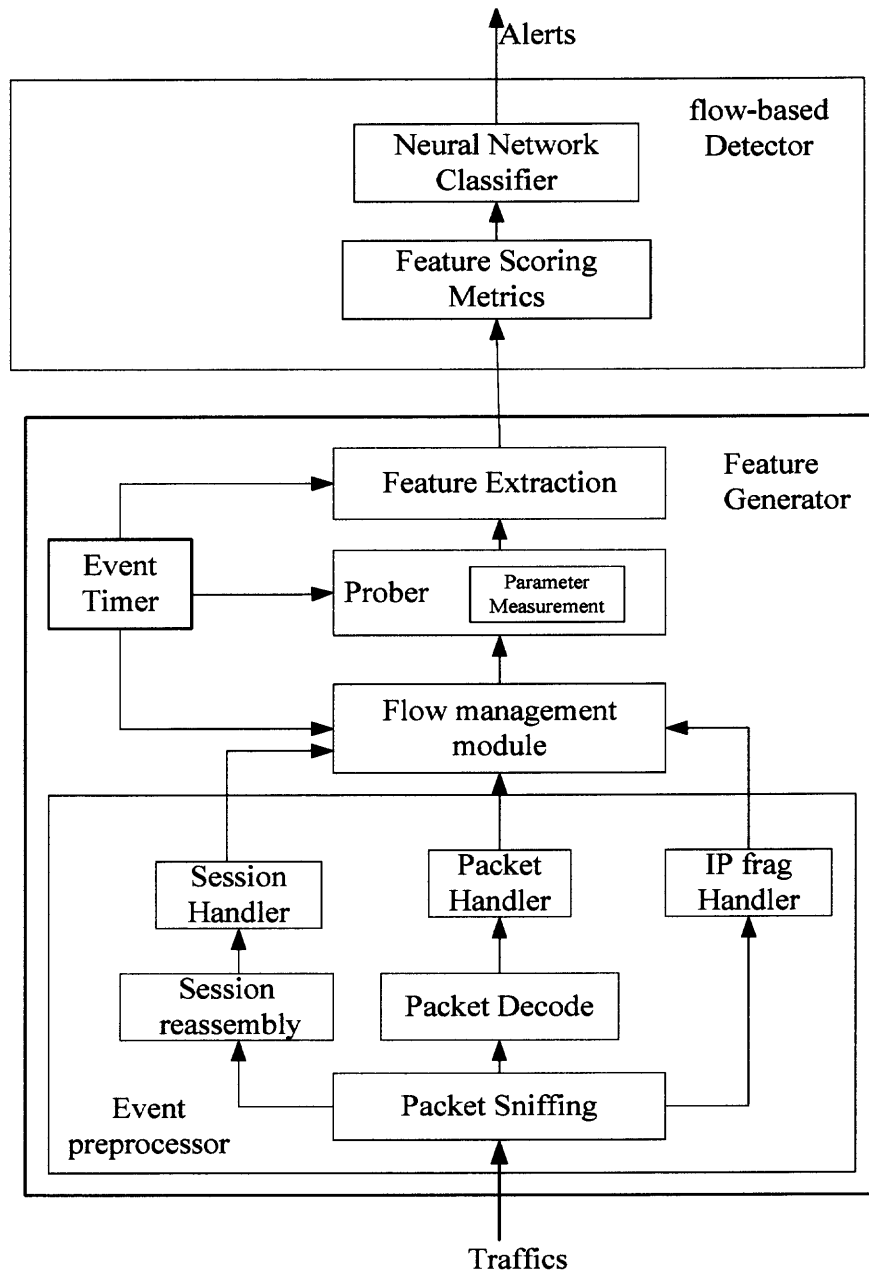 Alerts
flow-based
Detector
Neural Network
Classifier
Feature Scoring
Metrics
Feature Extraction
Feature
Generator
Event
Timer
Prober
Parameter
Measurement
Flow management
module
Session
Handler
Packet
Handler
IP frag
Handler
Session
reassembly
Packet Decode
Packet Sniffing
Event
preprocessor
Traffics